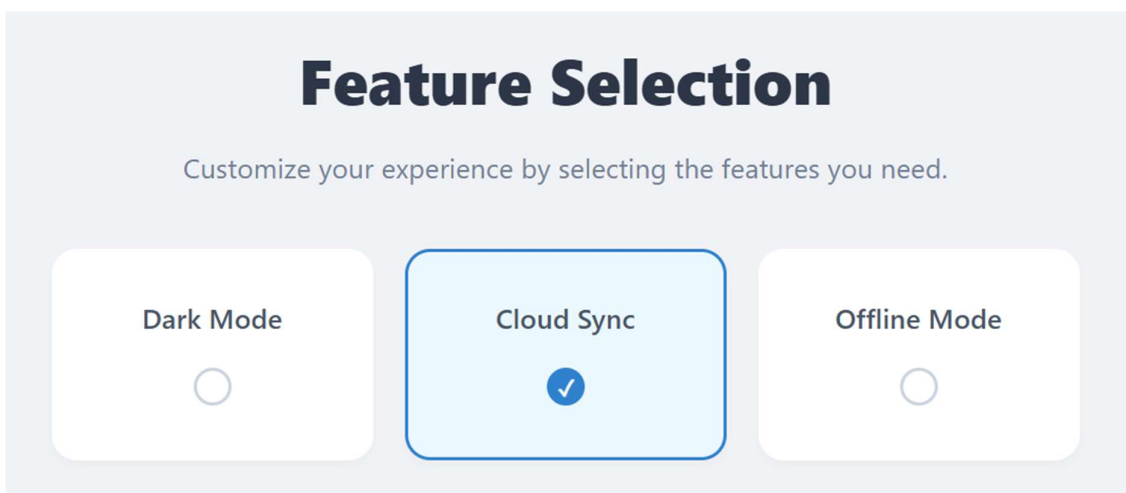 Feature Selection
Customize your experience by selecting the features you need.
Dark Mode
Cloud Sync
Offline Mode